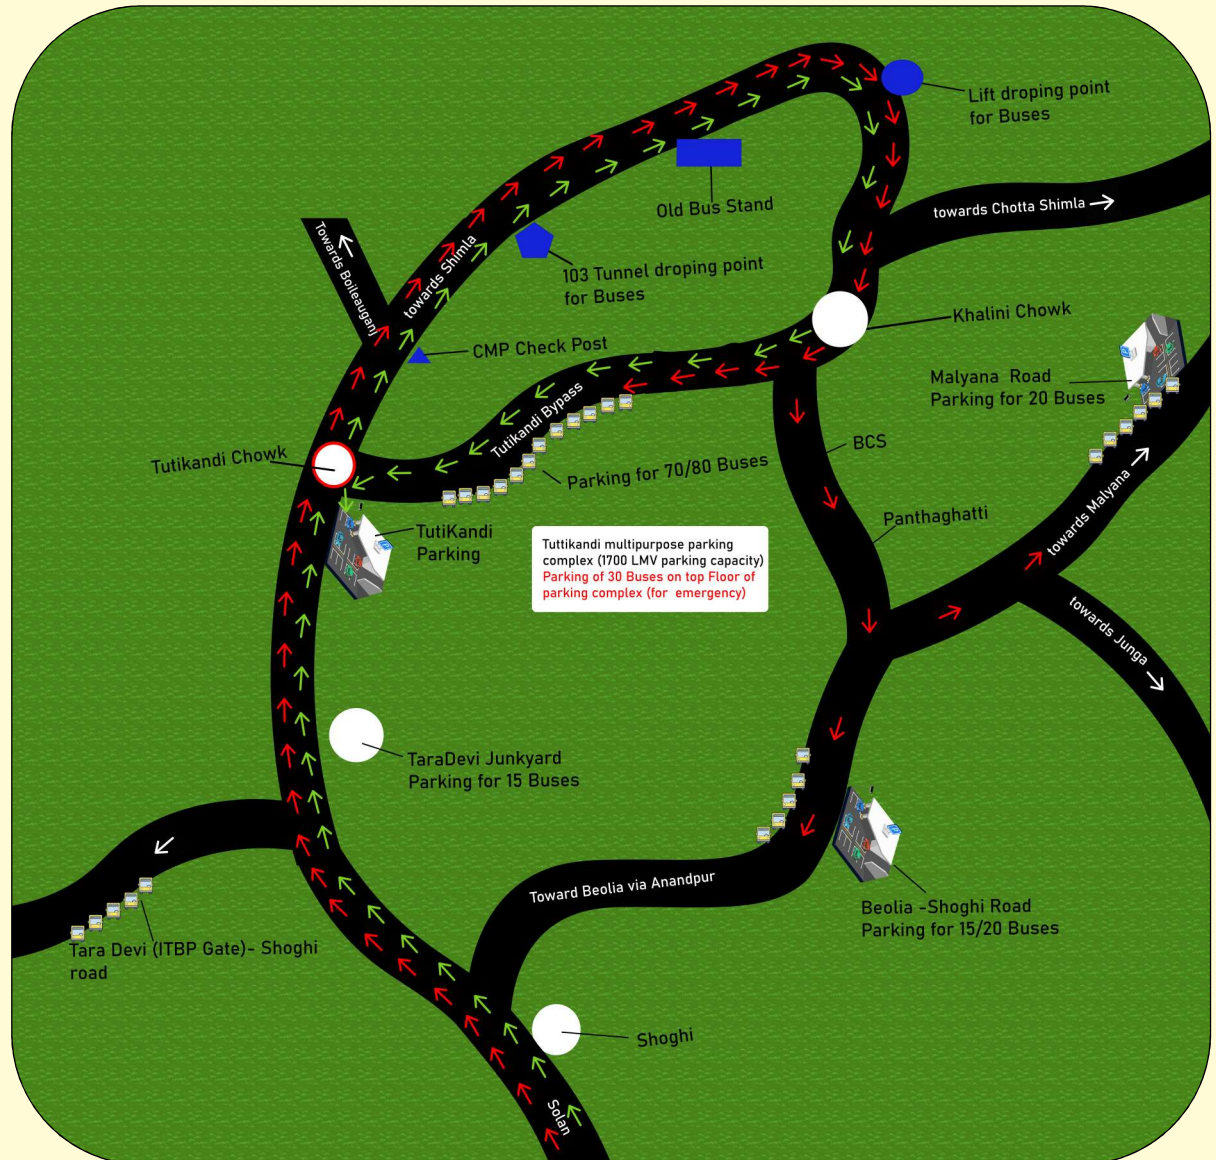 Lift droping point
for Buses
towards Chotta Shimla
Old Bus Stand
Towards Boileauganj
towards Shimla
103 Tunnel droping point
for Buses
Khalini Chowk
CMP Check Post
Malyana Road
Parking for 20 Buses
Tutikandi Bypass
BCS
Tutikandi Chowk
Parking for 70/80 Buses
Panthaghatti
towards Malyana
TutiKandi
Parking
Tuttikandi multipurpose parking
complex (1700 LMV parking capacity)
Parking of 30 Buses on top Floor of
parking complex (for emergency)
towards Junga
TaraDevi Junkyard
Parking for 15 Buses
Toward Beolia via Anandpur
Beolia -Shoghi Road
Parking for 15/20 Buses
Tara Devi (ITBP Gate)- Shoghi
road
Shoghi
Solan